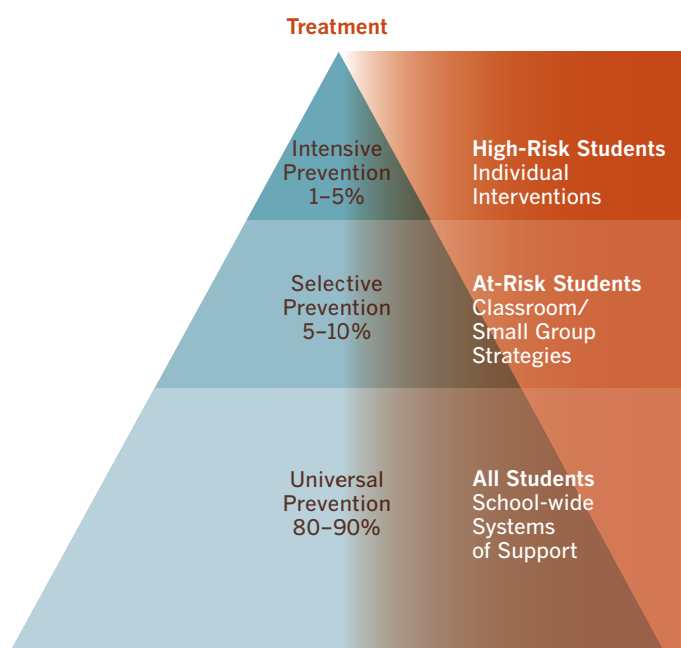 Treatment
Intensive
Prevention
1–5%
High-Risk Students
Individual
Interventions
Selective
Prevention
5–10%
At-Risk Students
Classroom/
Small Group
Strategies
Universal
Prevention
80–90%
All Students
School-wide
Systems
of Support